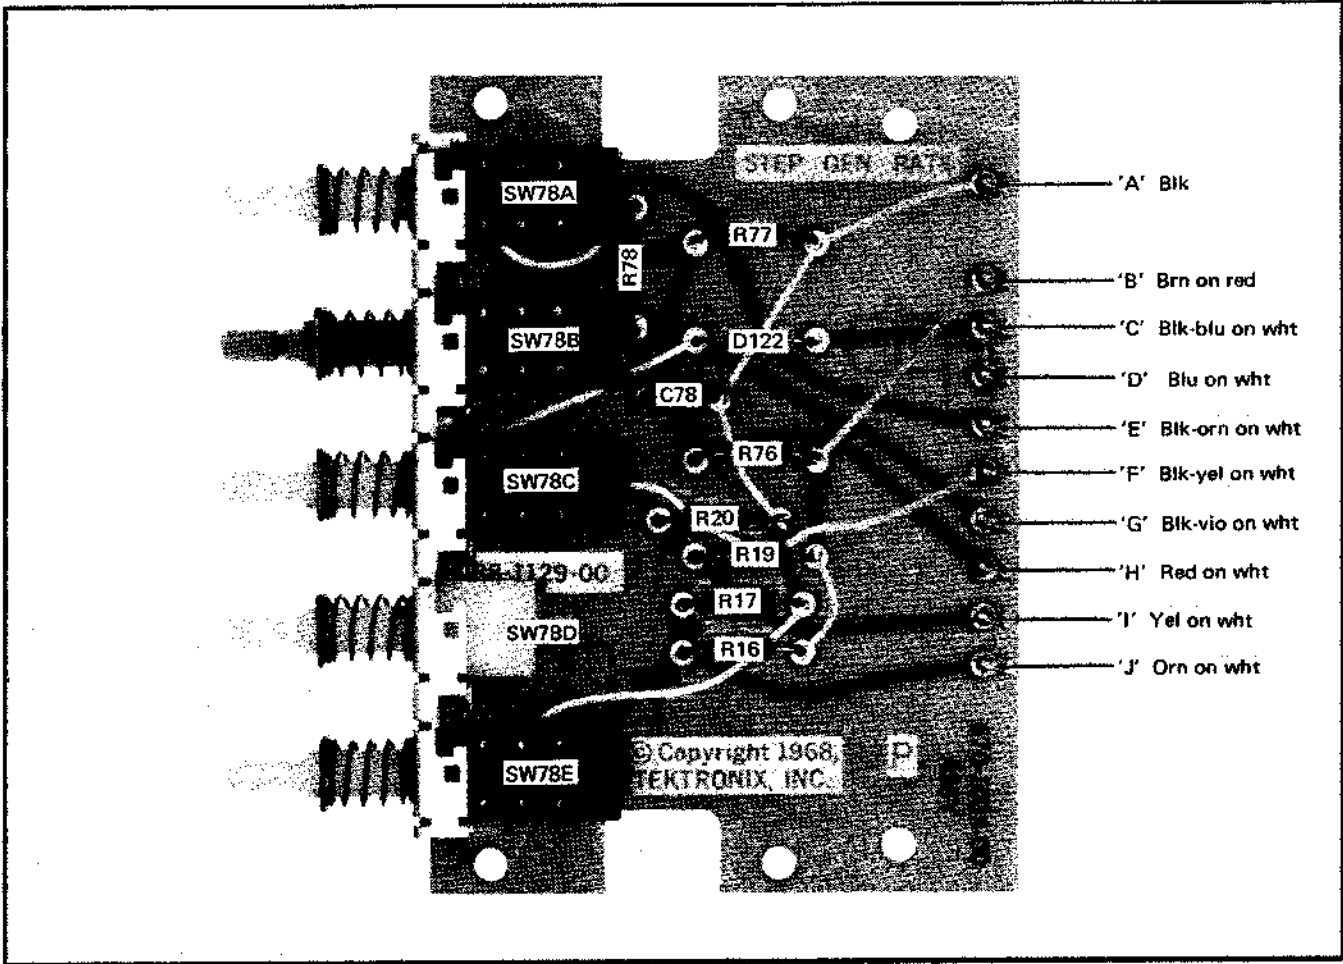 STEP GEN RATE
SW78A
R78
R77
'A' Blk
'B' Brn on red
SW78B
D122
'C' Blk-blu on wht
'D' Blu on wht
C78
'E' Blk-orn on wht
SW78C
R76
'F' Blk-yel on wht
R20
'G' Blk-vio on wht
R19
-1129-00
'H' Red on wht
R17
'I' Yel on wht
SW78D
R16
'J' Orn on wht
SW78E
© Copyright 1968,
TEKTRONIX, INC.
P